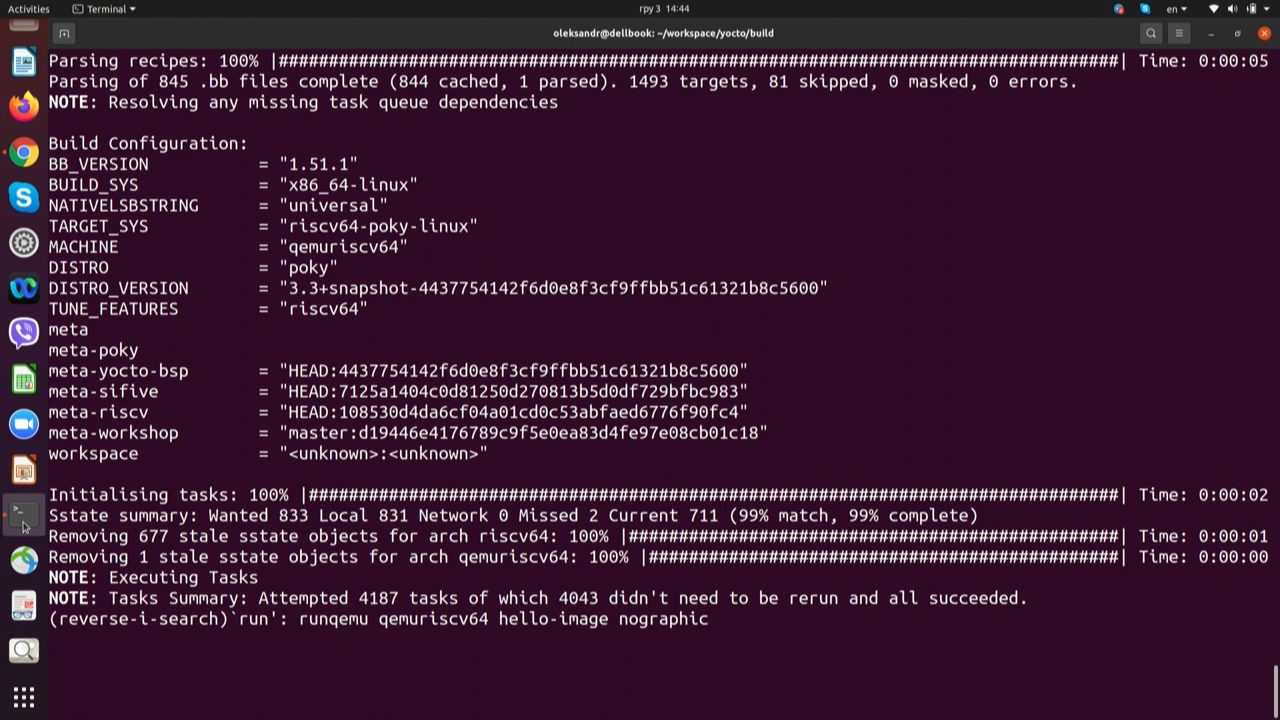 Activities Terminal гру 3 14:44 en
oleksandr@dellbook: ~/workspace/yocto/build
Parsing recipes: 100% |##################################################################################| Time: 0:00:05
Parsing of 845 .bb files complete (844 cached, 1 parsed). 1493 targets, 81 skipped, 0 masked, 0 errors.
NOTE: Resolving any missing task queue dependencies
Build Configuration:
BB_VERSION = "1.51.1"
BUILD_SYS = "x86_64-linux"
NATIVELSBSTRING = "universal"
TARGET_SYS = "riscv64-poky-linux"
MACHINE = "qemuriscv64"
DISTRO = "poky"
DISTRO_VERSION = "3.3+snapshot-4437754142f6d0e8f3cf9ffbb51c61321b8c5600"
TUNE_FEATURES = "riscv64"
meta
meta-poky
meta-yocto-bsp = "HEAD:4437754142f6d0e8f3cf9ffbb51c61321b8c5600"
meta-sifive = "HEAD:7125a1404c0d81250d270813b5d0df729bfbc983"
meta-riscv = "HEAD:108530d4da6cf04a01cd0c53abfaed6776f90fc4"
meta-workshop = "master:d19446e4176789c9f5e0ea83d4fe97e08cb01c18"
workspace = "<unknown>:<unknown>"
Initialising tasks: 100% |###############################################################################| Time: 0:00:02
Sstate summary: Wanted 833 Local 831 Network 0 Missed 2 Current 711 (99% match, 99% complete)
Removing 677 stale sstate objects for arch riscv64: 100% |###############################################| Time: 0:00:01
Removing 1 stale sstate objects for arch qemuriscv64: 100% |#############################################| Time: 0:00:00
NOTE: Executing Tasks
NOTE: Tasks Summary: Attempted 4187 tasks of which 4043 didn't need to be rerun and all succeeded.
(reverse-i-search)`run': runqemu qemuriscv64 hello-image nographic